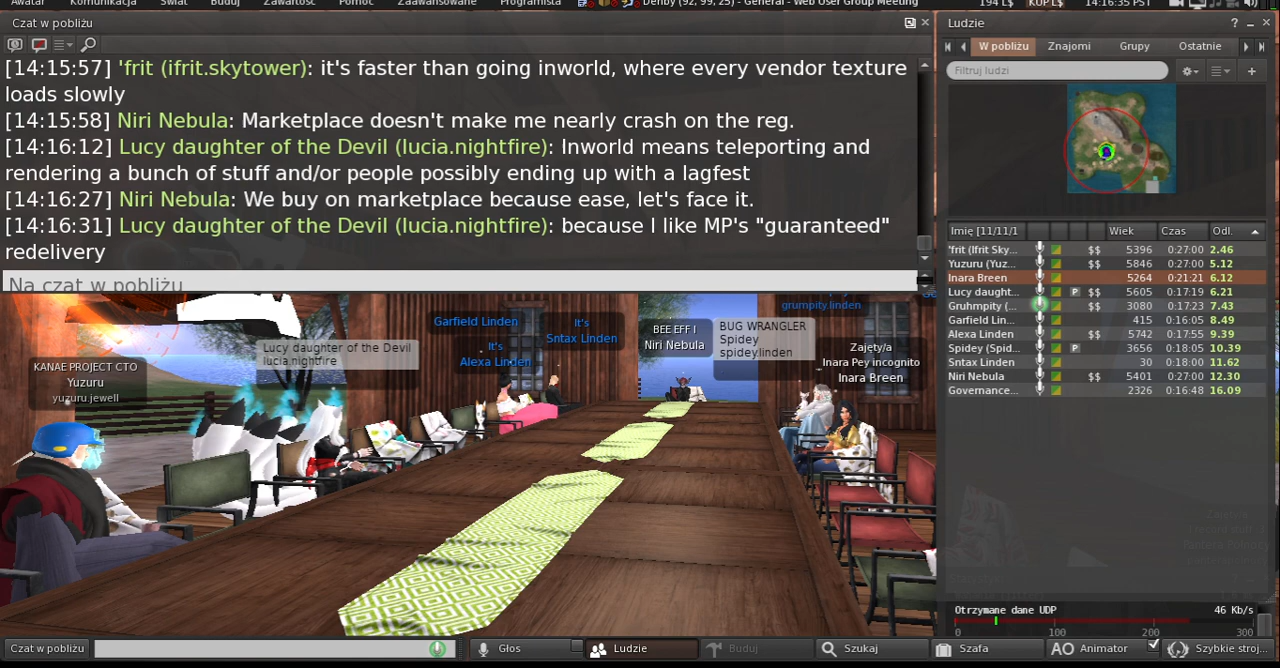 Awatar Komunikacja Świat Buduj Zawartość Pomoc Zaawansowane Programista Denby (92, 99, 25) - General - Web User Group Meeting 194 L$ KUP L$ 14:16:35 PST
Czat w pobliżu
[14:15:57] 'frit (ifrit.skytower): it's faster than going inworld, where every vendor texture
loads slowly
[14:15:58] Niri Nebula: Marketplace doesn't make me nearly crash on the reg.
[14:16:12] Lucy daughter of the Devil (lucia.nightfire): Inworld means teleporting and
rendering a bunch of stuff and/or people possibly ending up with a lagfest
[14:16:27] Niri Nebula: We buy on marketplace because ease, let's face it.
[14:16:31] Lucy daughter of the Devil (lucia.nightfire): because I like MP's "guaranteed"
redelivery
Na czat w pobliżu
grumpity.linden
Garfield Linden
It's
Sntax Linden
BEE EFF I
Niri Nebula
BUG WRANGLER
Spidey
spidey.linden
It's
Alexa Linden
Lucy daughter of the Devil
lucia.nightfire
Zajęty/a
Inara Pey incognito
Inara Breen
KANAE PROJECT CTO
Yuzuru
yuzuru.jewell
Ludzie
? _ ×
W pobliżu Znajomi Grupy Ostatnie
Filtruj ludzi
Imię [11/11/1 Wiek Czas Odl.
'frit (Ifrit Sky... $$ 5396 0:27:00 2.46
Yuzuru (Yuz... $$ 5846 0:27:00 5.12
Inara Breen 5264 0:21:21 6.12
Lucy daught... P $$ 5605 0:17:19 6.21
Gruhmpity (... $$ 3080 0:17:23 7.43
Garfield Lin... 415 0:16:05 8.49
Alexa Linden $$ 5742 0:17:55 9.39
Spidey (Spid... P 3656 0:18:05 10.39
Sntax Linden 30 0:18:00 11.62
Niri Nebula $$ 5401 0:27:00 12.30
Governance... 2326 0:16:48 16.09
Otrzymane dane UDP 46 Kb/s
0 100 200 300
Czat w pobliżu Głos Ludzie Buduj Szukaj Szafa AO Animator Szybkie stroj...